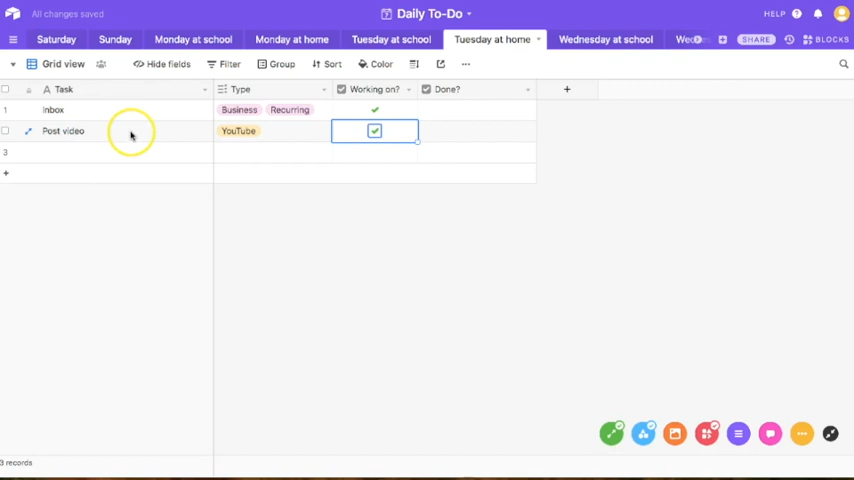 All changes saved
Daily To-Do
HELP
Saturday Sunday Monday at school Monday at home Tuesday at school Tuesday at home Wednesday at school SHARE BLOCKS
Grid view Hide fields Filter Group Sort Color
Task Type Working on? Done?
1 Inbox Business Recurring
Post video YouTube
3
3 records